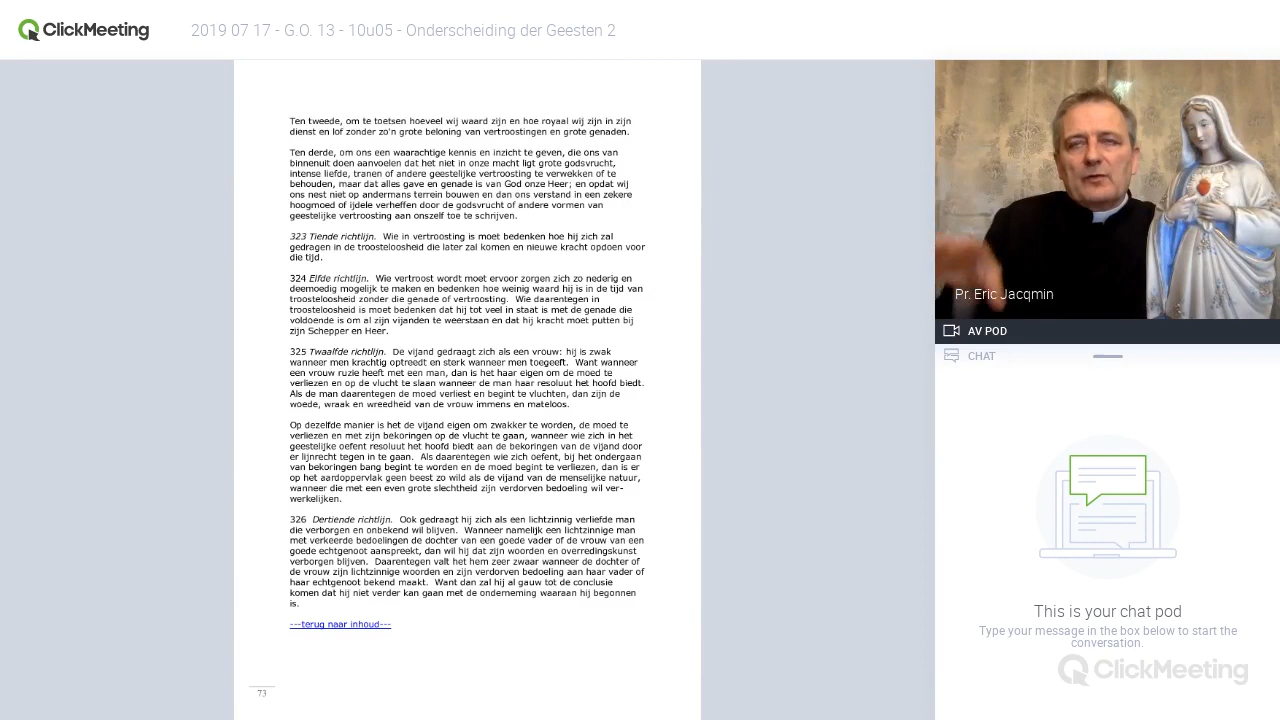 ClickMeeting
2019 07 17 - G.O. 13 - 10u05 - Onderscheiding der Geesten 2
Ten tweede, om te toetsen hoeveel wij waard zijn en hoe royaal wij zijn in zijn
dienst en lof zonder zo'n grote beloning van vertroostingen en grote genaden.
Ten derde, om ons een waarachtige kennis en inzicht te geven, die ons van
binnenuit doen aanvoelen dat het niet in onze macht ligt grote godsvrucht,
intense liefde, tranen of andere geestelijke vertroosting te verwekken of te
behouden, maar dat alles gave en genade is van God onze Heer; en opdat wij
ons nest niet op andermans terrein bouwen en dan ons verstand in een zekere
hoogmoed of ijdele verheffen door de godsvrucht of andere vormen van
geestelijke vertroosting aan onszelf toe te schrijven.
323 Tiende richtlijn. Wie in vertroosting is moet bedenken hoe hij zich zal
gedragen in de troosteloosheid die later zal komen en nieuwe kracht opdoen voor
die tijd.
324 Elfde richtlijn. Wie vertroost wordt moet ervoor zorgen zich zo nederig en
deemoedig mogelijk te maken en bedenken hoe weinig waard hij is in de tijd van
troosteloosheid zonder die genade of vertroosting. Wie daarentegen in
troosteloosheid is moet bedenken dat hij tot veel in staat is met de genade die
voldoende is om al zijn vijanden te weerstaan en dat hij kracht moet putten bij
zijn Schepper en Heer.
325 Twaalfde richtlijn. De vijand gedraagt zich als een vrouw: hij is zwak
wanneer men krachtig optreedt en sterk wanneer men toegeeft. Want wanneer
een vrouw ruzie heeft met een man, dan is het haar eigen om de moed te
verliezen en op de vlucht te slaan wanneer de man haar resoluut het hoofd biedt.
Als de man daarentegen de moed verliest en begint te vluchten, dan zijn de
woede, wraak en wreedheid van de vrouw immens en mateloos.
Op dezelfde manier is het de vijand eigen om zwakker te worden, de moed te
verliezen en met zijn bekoringen op de vlucht te gaan, wanneer wie zich in het
geestelijke oefent resoluut het hoofd biedt aan de bekoringen van de vijand door
er lijnrecht tegen in te gaan. Als daarentegen wie zich oefent, bij het ondergaan
van bekoringen bang begint te worden en de moed begint te verliezen, dan is er
op het aardoppervlak geen beest zo wild als de vijand van de menselijke natuur,
wanneer die met een even grote slechtheid zijn verdorven bedoeling wil ver-
werkelijken.
326 Dertiende richtlijn. Ook gedraagt hij zich als een lichtzinnig verliefde man
die verborgen en onbekend wil blijven. Wanneer namelijk een lichtzinnige man
met verkeerde bedoelingen de dochter van een goede vader of de vrouw van een
goede echtgenoot aanspreekt, dan wil hij dat zijn woorden en overredingskunst
verborgen blijven. Daarentegen valt het hem zeer zwaar wanneer de dochter of
de vrouw zijn lichtzinnige woorden en zijn verdorven bedoeling aan haar vader of
haar echtgenoot bekend maakt. Want dan zal hij al gauw tot de conclusie
komen dat hij niet verder kan gaan met de onderneming waaraan hij begonnen
is.
---terug naar inhoud---
73
Pr. Eric Jacqmin
AV POD
CHAT
This is your chat pod
Type your message in the box below to start the
conversation.
ClickMeeting